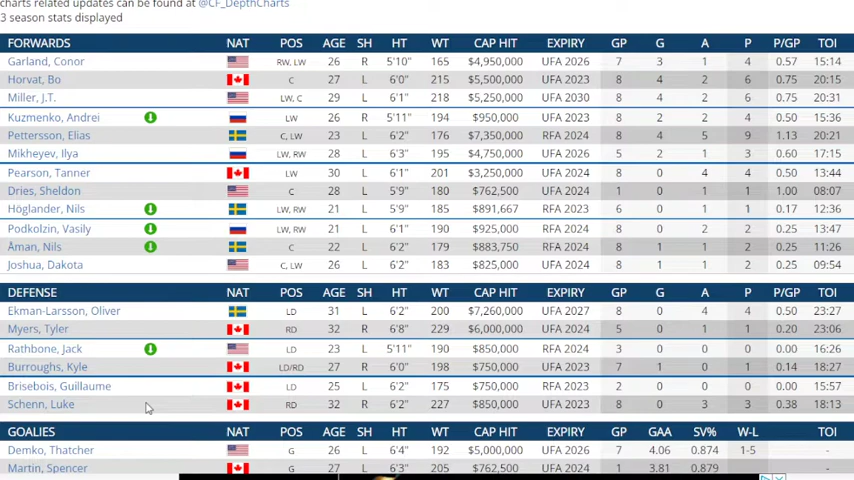 charts related updates can be found at @CF_DepthCharts
3 season stats displayed
FORWARDS NAT POS AGE SH HT WT CAP HIT EXPIRY GP G A P P/GP TOI
Garland, Conor RW, LW 26 R 5'10" 165 $4,950,000 UFA 2026 7 3 1 4 0.57 15:14
Horvat, Bo C 27 L 6'0" 215 $5,500,000 UFA 2023 8 4 2 6 0.75 20:15
Miller, J.T. LW, C 29 L 6'1" 218 $5,250,000 UFA 2030 8 4 2 6 0.75 20:31
Kuzmenko, Andrei LW 26 R 5'11" 194 $950,000 UFA 2023 8 2 2 4 0.50 15:36
Pettersson, Elias C, LW 23 L 6'2" 176 $7,350,000 RFA 2024 8 4 5 9 1.13 20:21
Mikheyev, Ilya LW, RW 28 L 6'3" 195 $4,750,000 UFA 2026 5 2 1 3 0.60 17:15
Pearson, Tanner LW 30 L 6'1" 201 $3,250,000 UFA 2024 8 0 4 4 0.50 13:44
Dries, Sheldon C 28 L 5'9" 180 $762,500 UFA 2023 1 0 1 1 1.00 08:07
Höglander, Nils LW, RW 21 L 5'9" 185 $891,667 RFA 2023 6 0 1 1 0.17 12:36
Podkolzin, Vasily LW, RW 21 L 6'1" 190 $925,000 RFA 2024 8 0 2 2 0.25 13:47
Åman, Nils C 22 L 6'2" 179 $883,750 RFA 2024 8 1 1 2 0.25 11:26
Joshua, Dakota C, LW 26 L 6'2" 183 $825,000 UFA 2024 8 1 1 2 0.25 09:54
DEFENSE NAT POS AGE SH HT WT CAP HIT EXPIRY GP G A P P/GP TOI
Ekman-Larsson, Oliver LD 31 L 6'2" 200 $7,260,000 UFA 2027 8 0 4 4 0.50 23:27
Myers, Tyler RD 32 R 6'8" 229 $6,000,000 UFA 2024 5 0 1 1 0.20 23:06
Rathbone, Jack LD 23 L 5'11" 190 $850,000 RFA 2024 3 0 0 0 0.00 16:26
Burroughs, Kyle LD/RD 27 R 6'0" 198 $750,000 UFA 2023 7 1 0 1 0.14 18:27
Brisebois, Guillaume LD 25 L 6'2" 175 $750,000 RFA 2023 2 0 0 0 0.00 15:57
Schenn, Luke RD 32 R 6'2" 227 $850,000 UFA 2023 8 0 3 3 0.38 18:13
GOALIES NAT POS AGE SH HT WT CAP HIT EXPIRY GP GAA SV% W-L TOI
Demko, Thatcher G 26 L 6'4" 192 $5,000,000 UFA 2026 7 4.06 0.874 1-5 -
Martin, Spencer G 27 L 6'3" 205 $762,500 UFA 2024 1 3.81 0.879 -